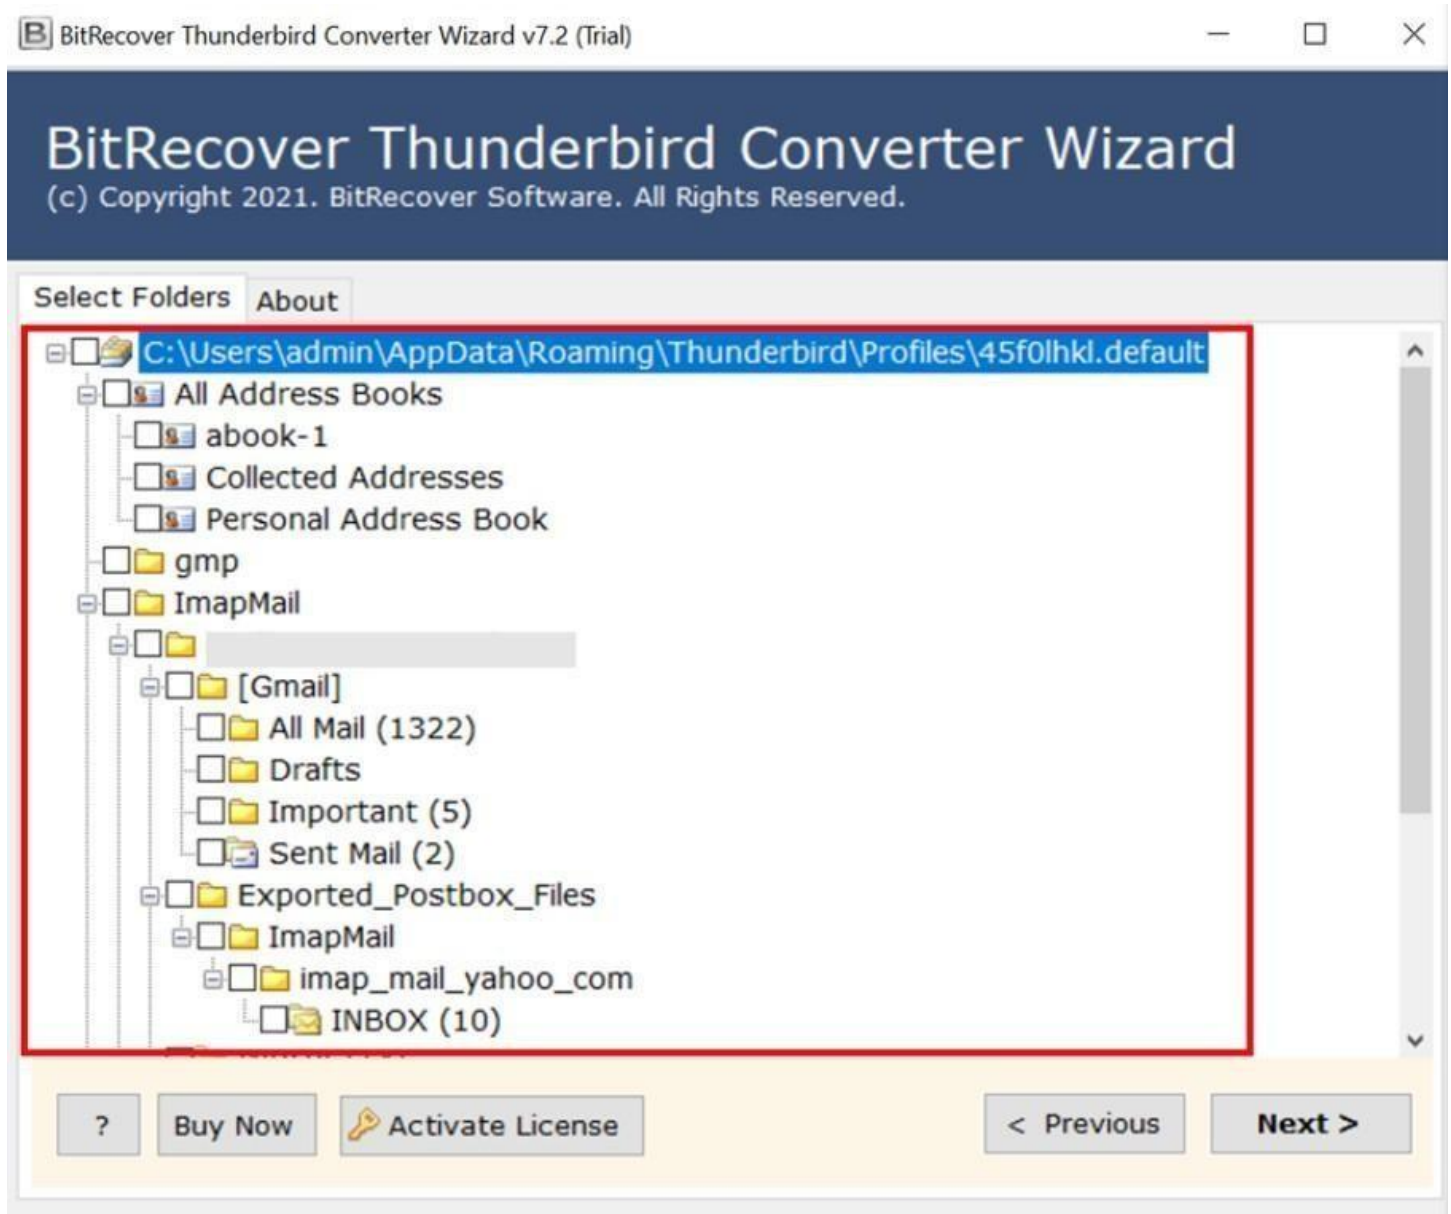 BitRecover Thunderbird Converter Wizard v7.2 (Trial)
BitRecover Thunderbird Converter Wizard
(c) Copyright 2021. BitRecover Software. All Rights Reserved.
Select Folders About
C:\Users\admin\AppData\Roaming\Thunderbird\Profiles\45f0lhkl.default
All Address Books
abook-1
Collected Addresses
Personal Address Book
gmp
ImapMail
[Gmail]
All Mail (1322)
Drafts
Important (5)
Sent Mail (2)
Exported_Postbox_Files
ImapMail
imap_mail_yahoo_com
INBOX (10)
? Buy Now Activate License < Previous Next >